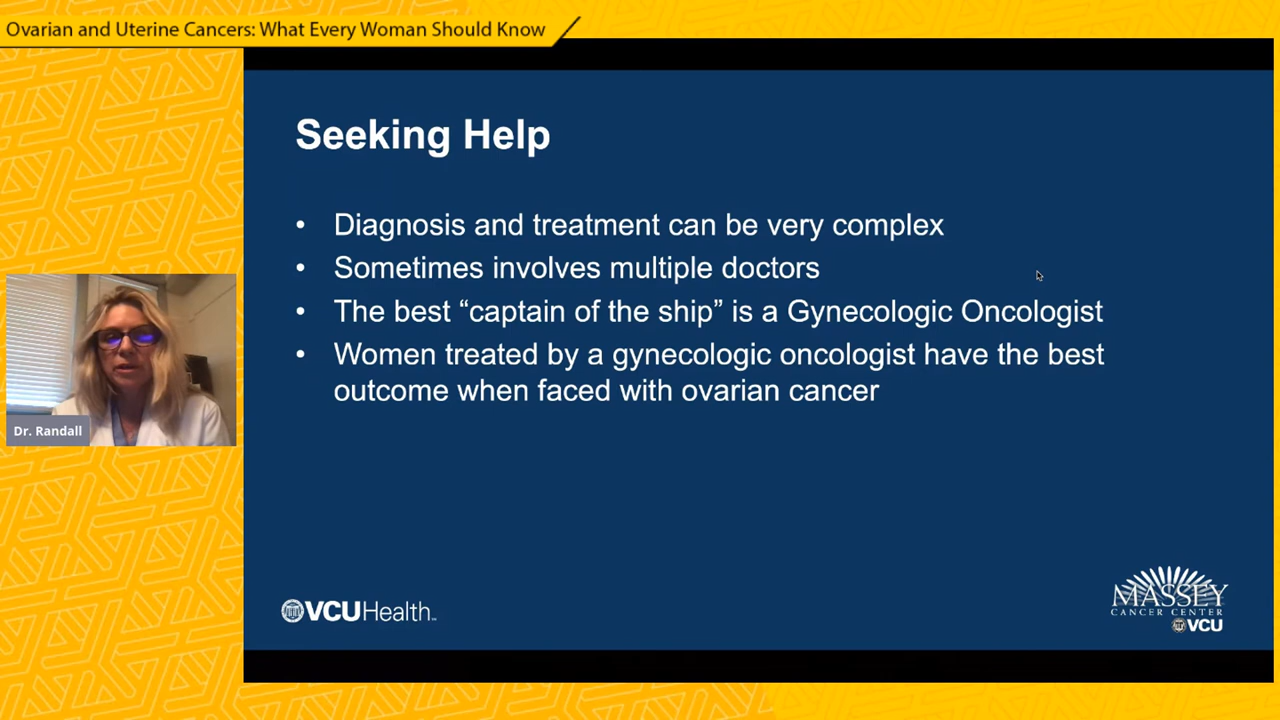 Ovarian and Uterine Cancers: What Every Woman Should Know
Seeking Help
• Diagnosis and treatment can be very complex
• Sometimes involves multiple doctors
• The best “captain of the ship” is a Gynecologic Oncologist
• Women treated by a gynecologic oncologist have the best
outcome when faced with ovarian cancer
Dr. Randall
VCUHealth™
MASSEY
CANCER CENTER
VCU